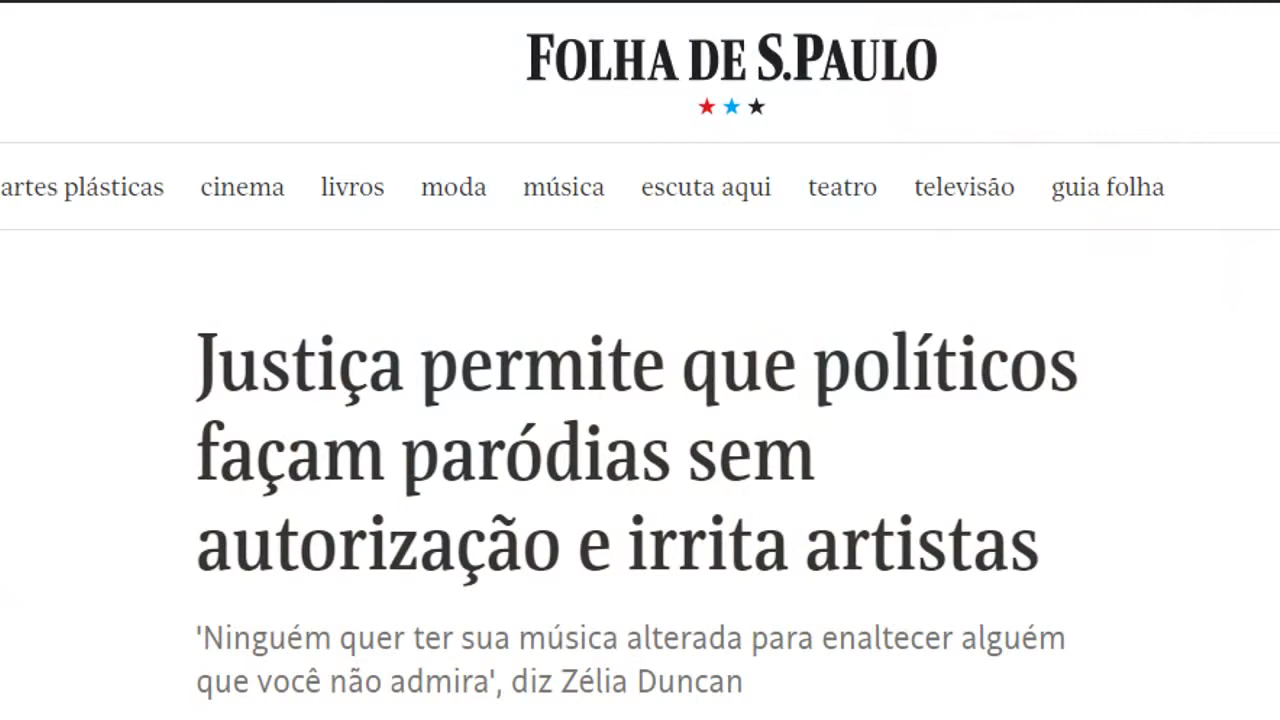 FOLHA DE S.PAULO
artes plásticas cinema livros moda música escuta aqui teatro televisão guia folha
Justiça permite que políticos
façam paródias sem
autorização e irrita artistas
'Ninguém quer ter sua música alterada para enaltecer alguém
que você não admira', diz Zélia Duncan